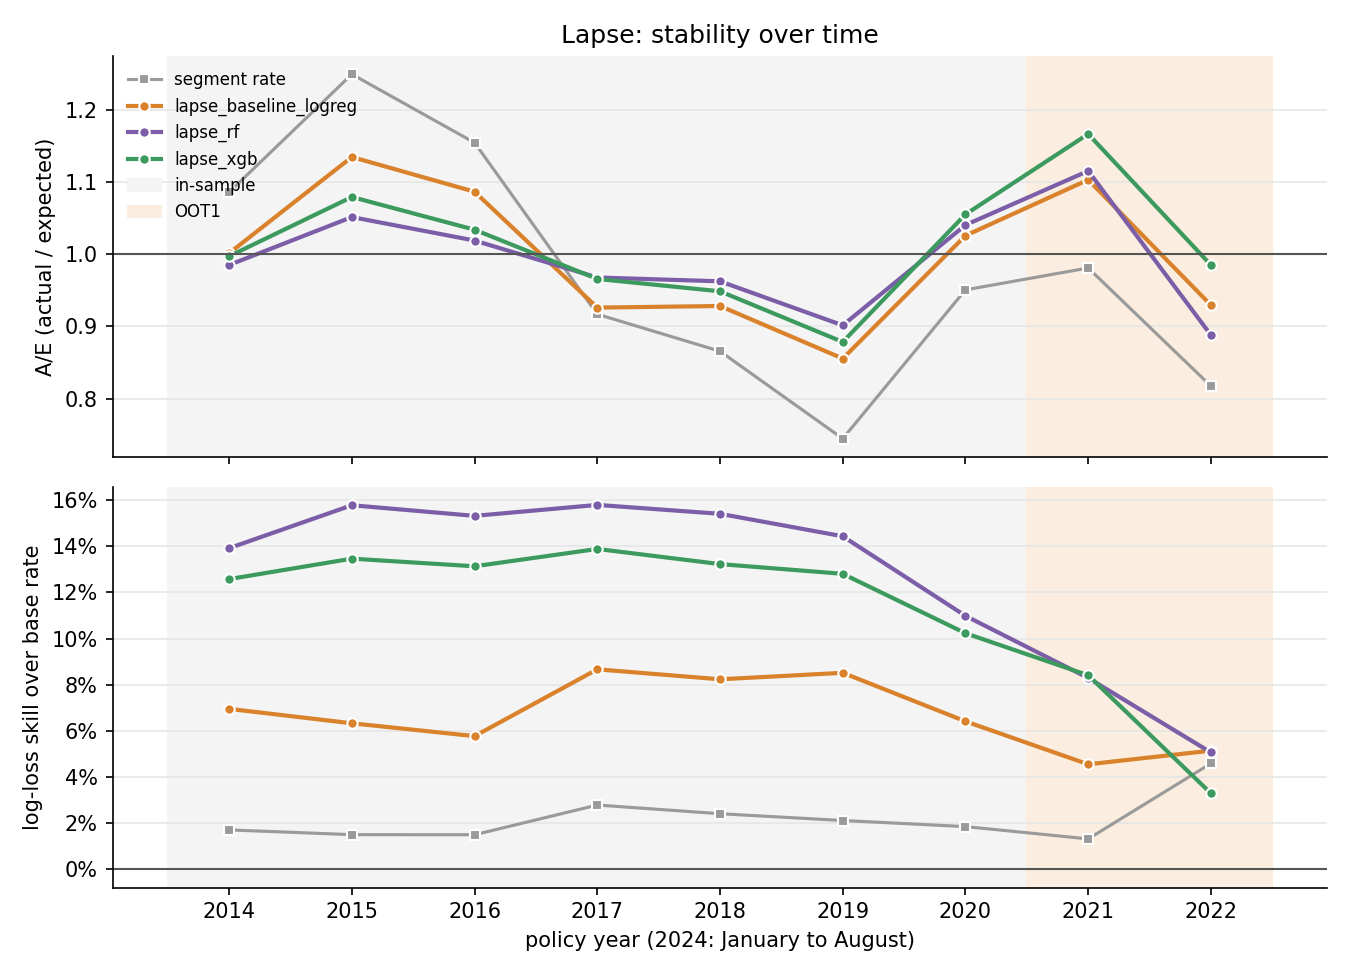 Lapse: stability over time
segment rate
lapse_baseline_logreg
lapse_rf
lapse_xgb
in-sample
OOT1
A/E (actual / expected)
1.2
1.1
1.0
0.9
0.8
log-loss skill over base rate
16%
14%
12%
10%
8%
6%
4%
2%
0%
2014 2015 2016 2017 2018 2019 2020 2021 2022
policy year (2024: January to August)